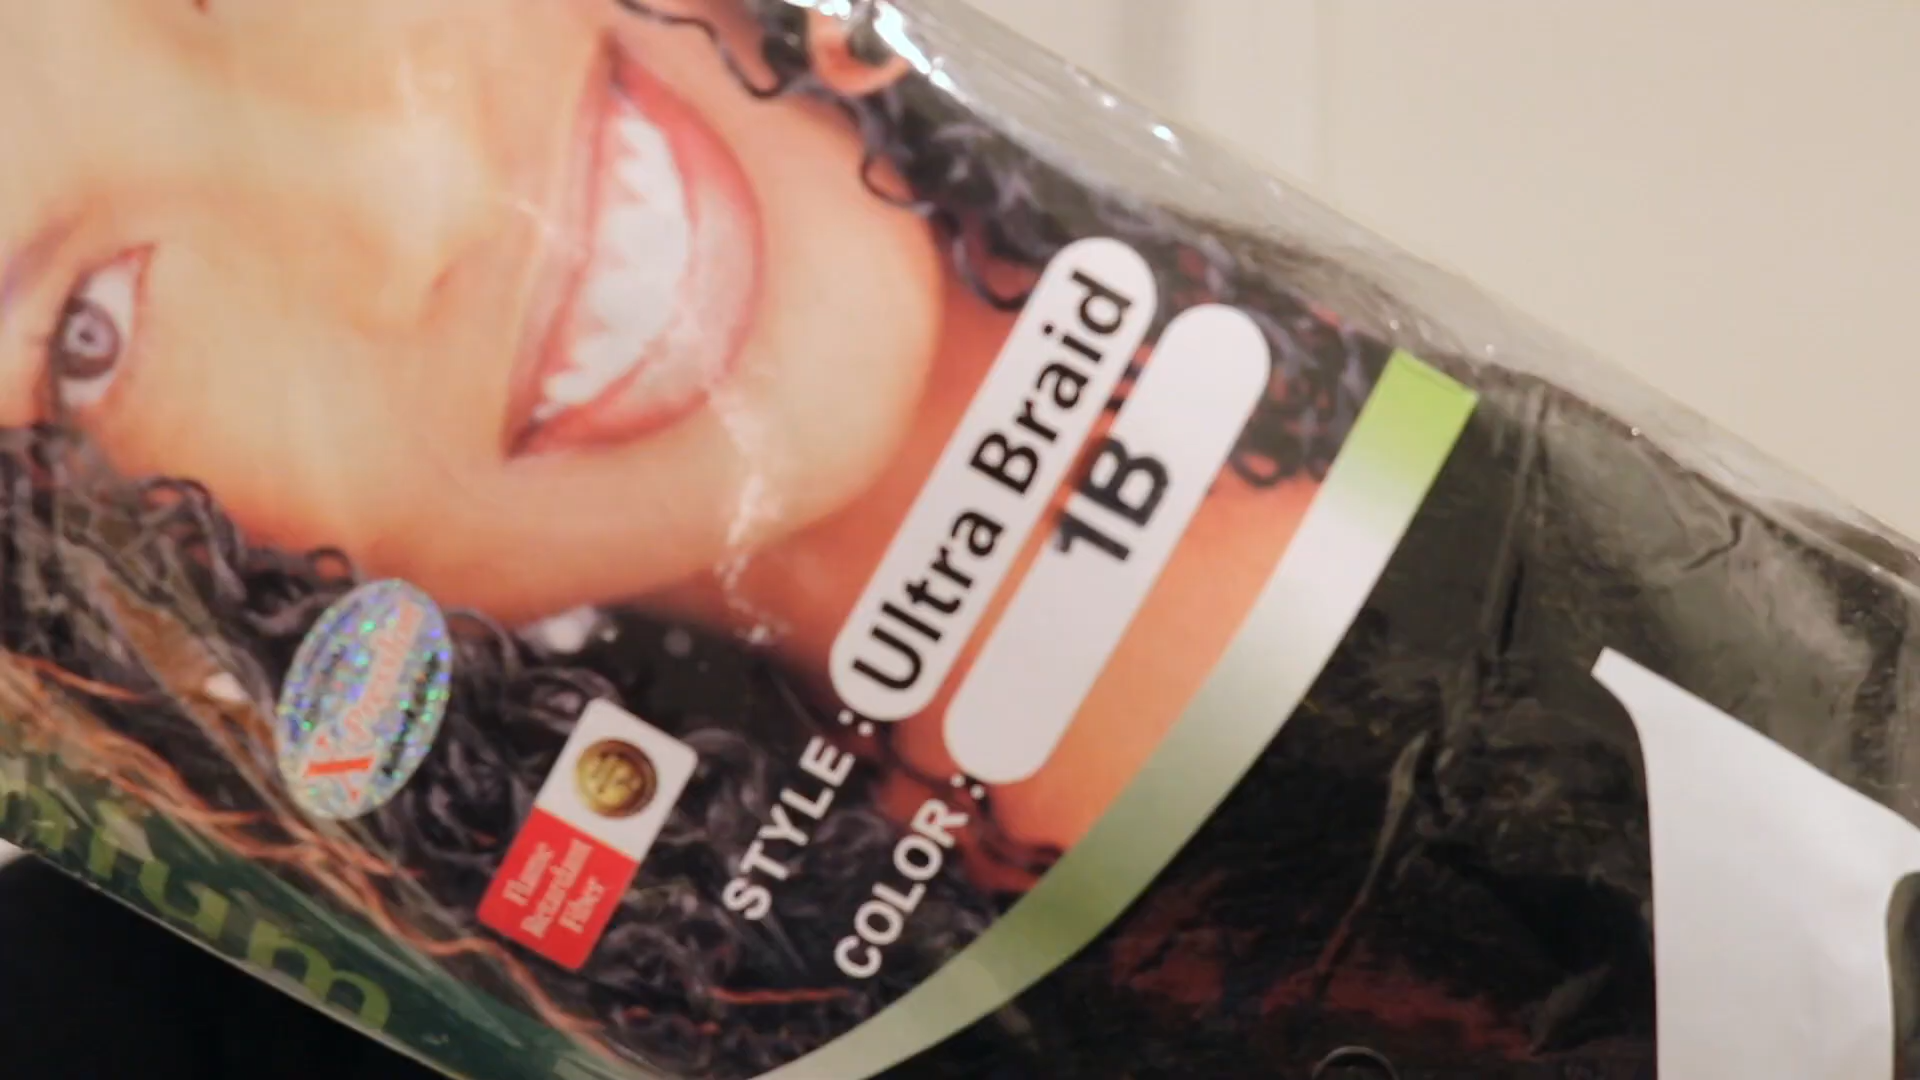 STYLE : Ultra Braid
COLOR : 1B
Flame
Retardant
Fiber